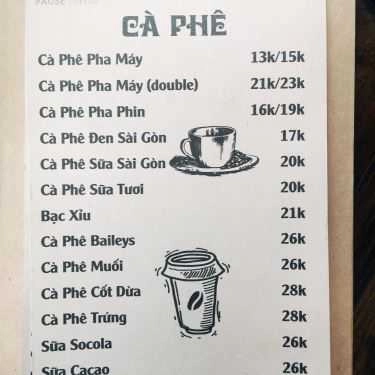 PAUSE COFFEE
CÀ PHÊ
Cà Phê Pha Máy 13k/15k
Cà Phê Pha Máy (double) 21k/23k
Cà Phê Pha Phin 16k/19k
Cà Phê Đen Sài Gòn 17k
Cà Phê Sữa Sài Gòn 20k
Cà Phê Sữa Tươi 20k
Bạc Xỉu 21k
Cà Phê Baileys 26k
Cà Phê Muối 26k
Cà Phê Cốt Dừa 28k
Cà Phê Trứng 28k
Sữa Socola 26k
Sữa Cacao 26k